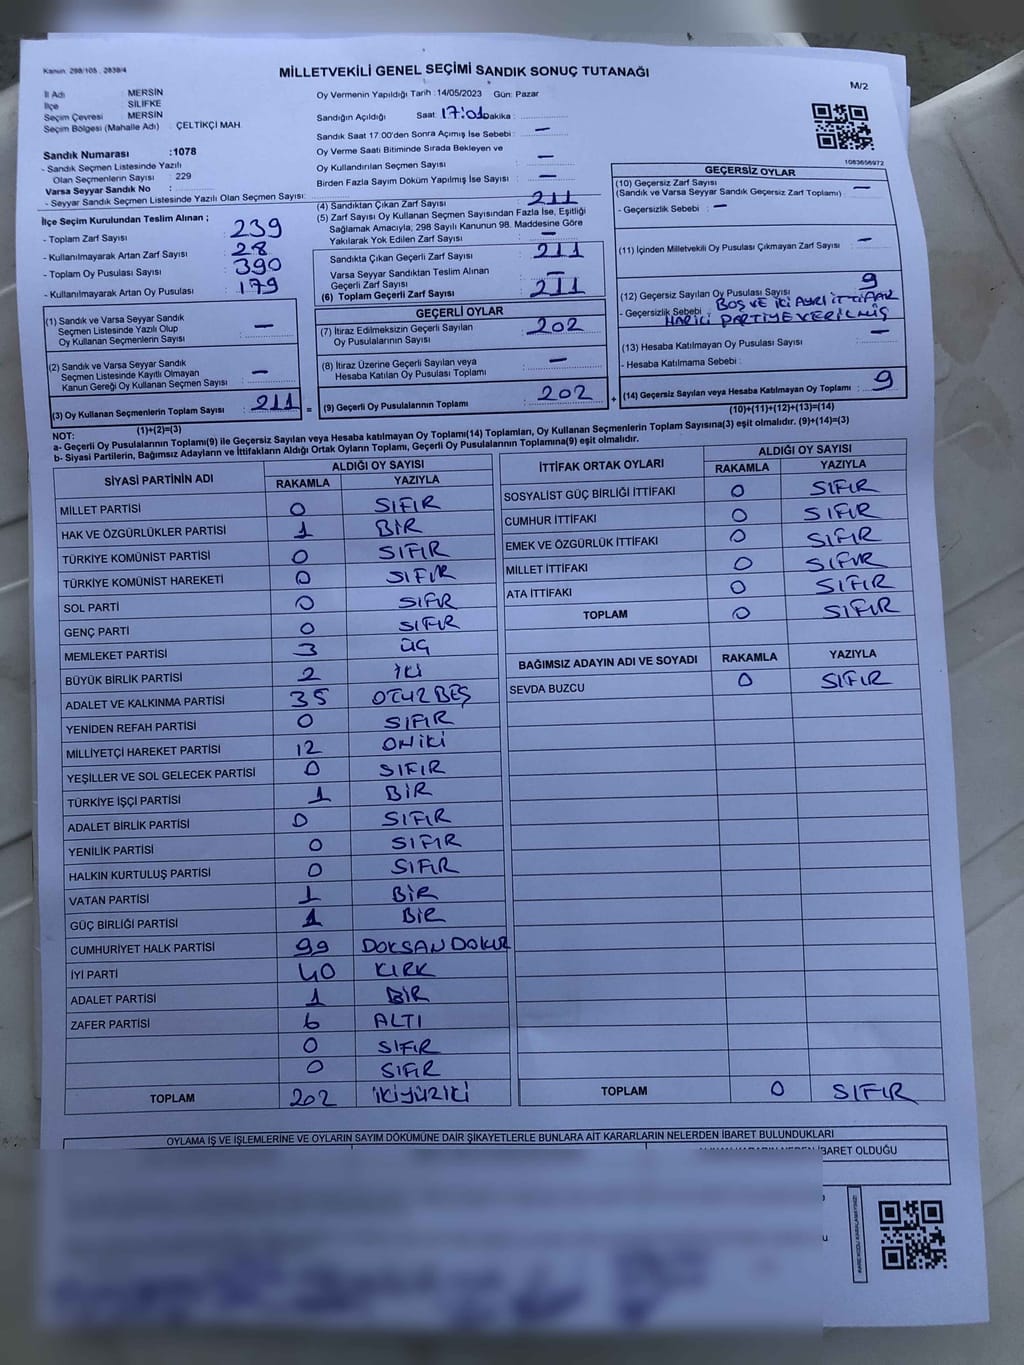 Kanun: 298/105 , 2839/4
MİLLETVEKİLİ GENEL SEÇİMİ SANDIK SONUÇ TUTANAĞI
M/2
İl Adı : MERSİN
İlçe : SİLİFKE
Seçim Çevresi : MERSİN
Seçim Bölgesi (Mahalle Adı) : ÇELTİKÇİ MAH.
Sandık Numarası :1078
- Sandık Seçmen Listesinde Yazılı
Olan Seçmenlerin Sayısı : 229
Varsa Seyyar Sandık No :
- Seyyar Sandık Seçmen Listesinde Yazılı Olan Seçmen Sayısı:
Oy Vermenin Yapıldığı Tarih :14/05/2023 Gün: Pazar
Sandığın Açıldığı Saat: 17:01 Dakika :
Sandık Saat 17.00'den Sonra Açılmış İse Sebebi : —
Oy Verme Saati Bitiminde Sırada Bekleyen ve
Oy Kullandırılan Seçmen Sayısı : —
Birden Fazla Sayım Döküm Yapılmış İse Sayısı : —
1083656972
İlçe Seçim Kurulundan Teslim Alınan ;
- Toplam Zarf Sayısı : 239
- Kullanılmayarak Artan Zarf Sayısı : 28
- Toplam Oy Pusulası Sayısı : 390
- Kullanılmayarak Artan Oy Pusulası : 179
(1) Sandık ve Varsa Seyyar Sandık
Seçmen Listesinde Yazılı Olup
Oy Kullanan Seçmenlerin Sayısı : —
(2) Sandık ve Varsa Seyyar Sandık
Seçmen Listesinde Kayıtlı Olmayan
Kanun Gereği Oy Kullanan Seçmen Sayısı : —
(3) Oy Kullanan Seçmenlerin Toplam Sayısı : 211
(1)+(2)=(3)
(4) Sandıktan Çıkan Zarf Sayısı : 211
(5) Zarf Sayısı Oy Kullanan Seçmen Sayısından Fazla İse, Eşitliği
Sağlamak Amacıyla; 298 Sayılı Kanunun 98. Maddesine Göre
Yakılarak Yok Edilen Zarf Sayısı : —
Sandıkta Çıkan Geçerli Zarf Sayısı : 211
Varsa Seyyar Sandıktan Teslim Alınan
Geçerli Zarf Sayısı : —
(6) Toplam Geçerli Zarf Sayısı : 211
GEÇERLİ OYLAR
(7) İtiraz Edilmeksizin Geçerli Sayılan
Oy Pusulalarının Sayısı : 202
(8) İtiraz Üzerine Geçerli Sayılan veya
Hesaba Katılan Oy Pusulası Toplamı : —
= (9) Geçerli Oy Pusulalarının Toplamı : 202
GEÇERSİZ OYLAR
(10) Geçersiz Zarf Sayısı
(Sandık ve Varsa Seyyar Sandık Geçersiz Zarf Toplamı) : —
- Geçersizlik Sebebi : —
(11) İçinden Milletvekili Oy Pusulası Çıkmayan Zarf Sayısı : —
(12) Geçersiz Sayılan Oy Pusulası Sayısı : 9
- Geçersizlik Sebebi : BOŞ VE İKİ AYRI İTTİFAK
HARİCİ PARTİYE VERİLMİŞ
(13) Hesaba Katılmayan Oy Pusulası Sayısı : —
- Hesaba Katılmama Sebebi :
+ (14) Geçersiz Sayılan veya Hesaba Katılmayan Oy Toplamı : 9
(10)+(11)+(12)+(13)=(14)
NOT:
a- Geçerli Oy Pusulalarının Toplamı(9) ile Geçersiz Sayılan veya Hesaba katılmayan Oy Toplamı(14) Toplamları, Oy Kullanan Seçmenlerin Toplam Sayısına(3) eşit olmalıdır. (9)+(14)=(3)
b- Siyasi Partilerin, Bağımsız Adayların ve İttifakların Aldığı Ortak Oyların Toplamı, Geçerli Oy Pusulalarının Toplamına(9) eşit olmalıdır.
SİYASİ PARTİNİN ADI ALDIĞI OY SAYISI
RAKAMLA YAZIYLA
MİLLET PARTİSİ 0 SIFIR
HAK VE ÖZGÜRLÜKLER PARTİSİ 1 BİR
TÜRKİYE KOMÜNİST PARTİSİ 0 SIFIR
TÜRKİYE KOMÜNİST HAREKETİ 0 SIFIR
SOL PARTİ 0 SIFIR
GENÇ PARTİ 0 SIFIR
MEMLEKET PARTİSİ 3 ÜÇ
BÜYÜK BİRLİK PARTİSİ 2 İKİ
ADALET VE KALKINMA PARTİSİ 35 OTUZ BEŞ
YENİDEN REFAH PARTİSİ 0 SIFIR
MİLLİYETÇİ HAREKET PARTİSİ 12 ONİKİ
YEŞİLLER VE SOL GELECEK PARTİSİ 0 SIFIR
TÜRKİYE İŞÇİ PARTİSİ 1 BİR
ADALET BİRLİK PARTİSİ 0 SIFIR
YENİLİK PARTİSİ 0 SIFIR
HALKIN KURTULUŞ PARTİSİ 0 SIFIR
VATAN PARTİSİ 1 BİR
GÜÇ BİRLİĞİ PARTİSİ 1 BİR
CUMHURİYET HALK PARTİSİ 99 DOKSAN DOKUZ
İYİ PARTİ 40 KIRK
ADALET PARTİSİ 1 BİR
ZAFER PARTİSİ 6 ALTI
0 SIFIR
0 SIFIR
TOPLAM 202 İKİYÜZİKİ
İTTİFAK ORTAK OYLARI ALDIĞI OY SAYISI
RAKAMLA YAZIYLA
SOSYALİST GÜÇ BİRLİĞİ İTTİFAKI 0 SIFIR
CUMHUR İTTİFAKI 0 SIFIR
EMEK VE ÖZGÜRLÜK İTTİFAKI 0 SIFIR
MİLLET İTTİFAKI 0 SIFIR
ATA İTTİFAKI 0 SIFIR
TOPLAM 0 SIFIR
BAĞIMSIZ ADAYIN ADI VE SOYADI RAKAMLA YAZIYLA
SEVDA BUZCU 0 SIFIR
TOPLAM 0 SIFIR
OYLAMA İŞ VE İŞLEMLERİNE VE OYLARIN SAYIM DÖKÜMÜNE DAİR ŞİKAYETLERLE BUNLARA AİT KARARLARIN NELERDEN İBARET BULUNDUKLARI
İBARET OLDUĞU
KARE KODU KARALAMAYINIZ!